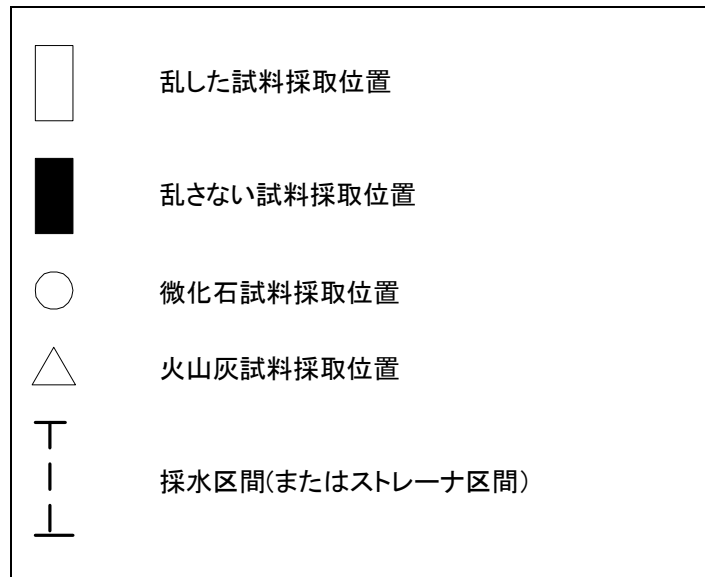 乱した試料採取位置
乱さない試料採取位置
微化石試料採取位置
火山灰試料採取位置
採水区間(またはストレーナ区間)